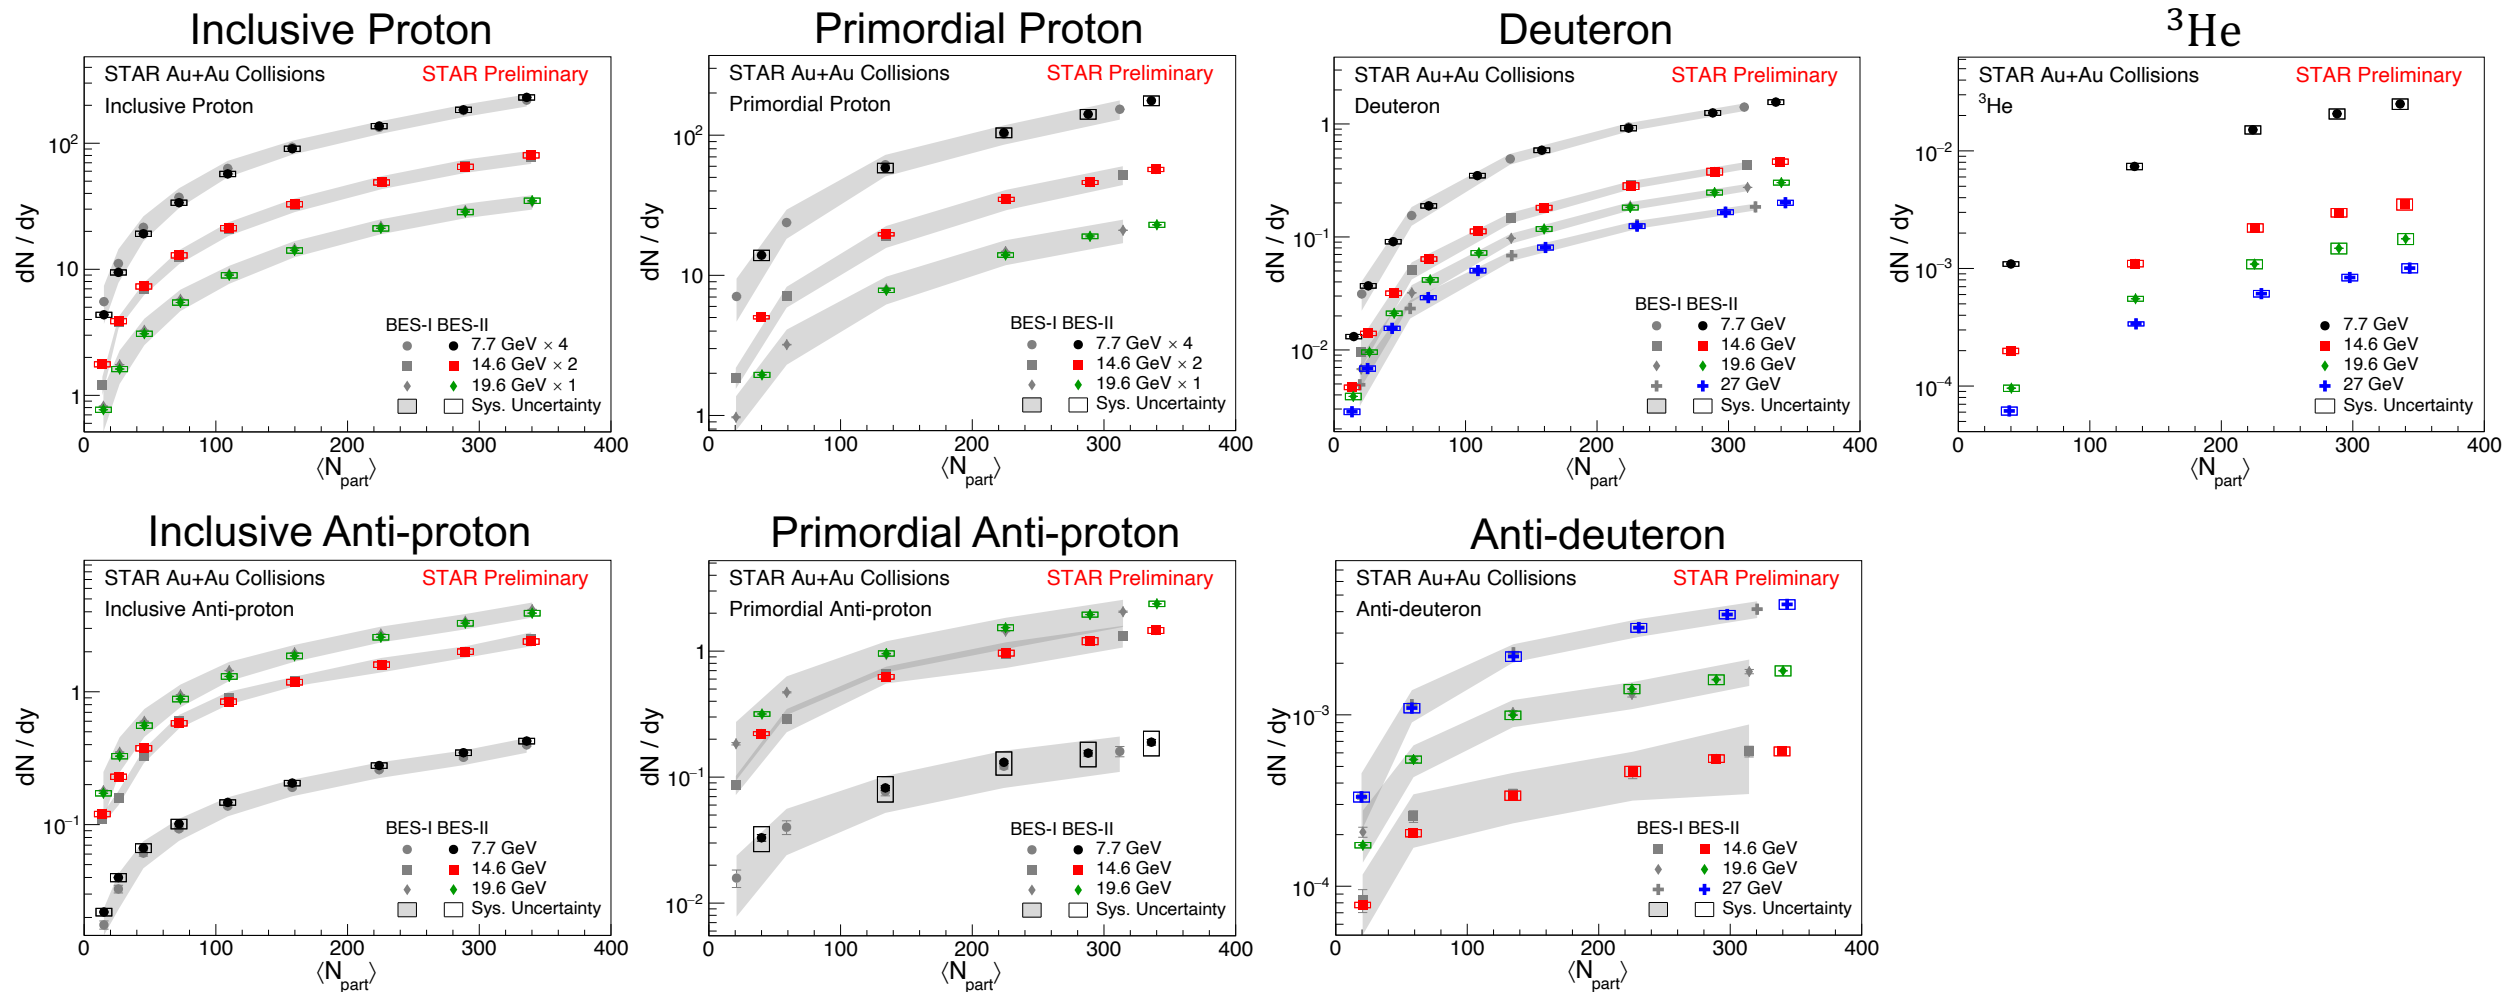 Inclusive Proton
STAR Au+Au Collisions STAR Preliminary
Inclusive Proton
10²
10
1
dN / dy
BES-I BES-II
7.7 GeV × 4
14.6 GeV × 2
19.6 GeV × 1
Sys. Uncertainty
0 100 200 300 400
⟨N_part⟩
Primordial Proton
STAR Au+Au Collisions STAR Preliminary
Primordial Proton
10²
10
1
dN / dy
BES-I BES-II
7.7 GeV × 4
14.6 GeV × 2
19.6 GeV × 1
Sys. Uncertainty
0 100 200 300 400
⟨N_part⟩
Deuteron
STAR Au+Au Collisions STAR Preliminary
Deuteron
1
10⁻¹
10⁻²
dN / dy
BES-I BES-II
7.7 GeV
14.6 GeV
19.6 GeV
27 GeV
Sys. Uncertainty
0 100 200 300 400
⟨N_part⟩
³He
STAR Au+Au Collisions STAR Preliminary
³He
10⁻²
10⁻³
10⁻⁴
dN / dy
7.7 GeV
14.6 GeV
19.6 GeV
27 GeV
Sys. Uncertainty
0 100 200 300 400
⟨N_part⟩
Inclusive Anti-proton
STAR Au+Au Collisions STAR Preliminary
Inclusive Anti-proton
1
10⁻¹
dN / dy
BES-I BES-II
7.7 GeV
14.6 GeV
19.6 GeV
Sys. Uncertainty
0 100 200 300 400
⟨N_part⟩
Primordial Anti-proton
STAR Au+Au Collisions STAR Preliminary
Primordial Anti-proton
1
10⁻¹
10⁻²
dN / dy
BES-I BES-II
7.7 GeV
14.6 GeV
19.6 GeV
Sys. Uncertainty
0 100 200 300 400
⟨N_part⟩
Anti-deuteron
STAR Au+Au Collisions STAR Preliminary
Anti-deuteron
10⁻³
10⁻⁴
dN / dy
BES-I BES-II
14.6 GeV
19.6 GeV
27 GeV
Sys. Uncertainty
0 100 200 300 400
⟨N_part⟩